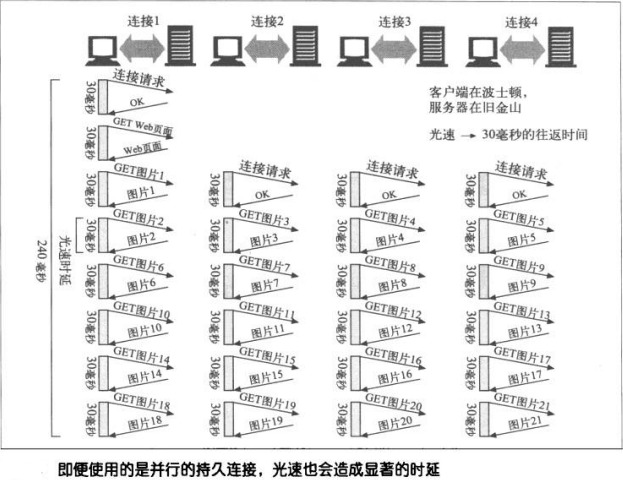 连接1
连接2
连接3
连接4
客户端在波士顿，
服务器在旧金山
光速 → 30毫秒的往返时间
240 毫秒
光速时延
30毫秒
连接请求
OK
30毫秒
GET Web页面
Web页面
30毫秒
GET图片1
图片1
30毫秒
连接请求
OK
30毫秒
连接请求
OK
30毫秒
连接请求
OK
30毫秒
GET图片2
图片2
30毫秒
GET图片3
图片3
30毫秒
GET图片4
图片4
30毫秒
GET图片5
图片5
30毫秒
GET图片6
图片6
30毫秒
GET图片7
图片7
30毫秒
GET图片8
图片8
30毫秒
GET图片9
图片9
30毫秒
GET图片10
图片10
30毫秒
GET图片11
图片11
30毫秒
GET图片12
图片12
30毫秒
GET图片13
图片13
30毫秒
GET图片14
图片14
30毫秒
GET图片15
图片15
30毫秒
GET图片16
图片16
30毫秒
GET图片17
图片17
30毫秒
GET图片18
图片18
30毫秒
GET图片19
图片19
30毫秒
GET图片20
图片20
30毫秒
GET图片21
图片21
即便使用的是并行的持久连接，光速也会造成显著的时延